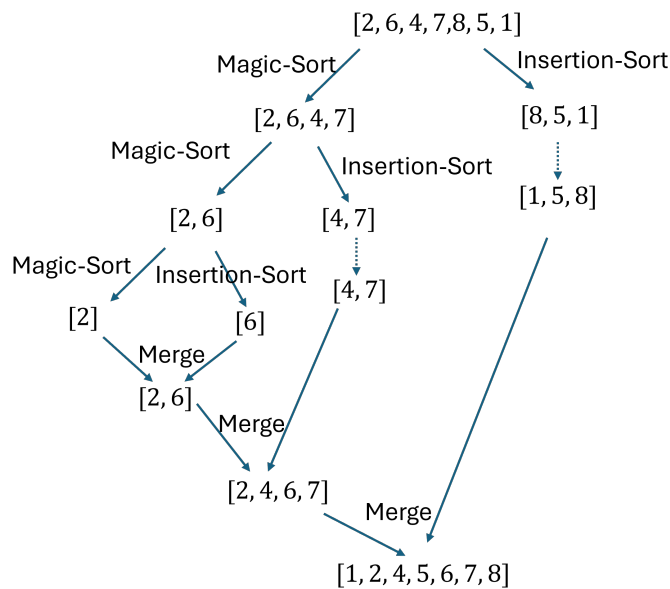 [2, 6, 4, 7,8, 5, 1]
Magic-Sort
Insertion-Sort
[2, 6, 4, 7]
[8, 5, 1]
Magic-Sort
Insertion-Sort
[1, 5, 8]
[2, 6]
[4, 7]
Magic-Sort
Insertion-Sort
[4, 7]
[2]
[6]
Merge
[2, 6]
Merge
[2, 4, 6, 7]
Merge
[1, 2, 4, 5, 6, 7, 8]